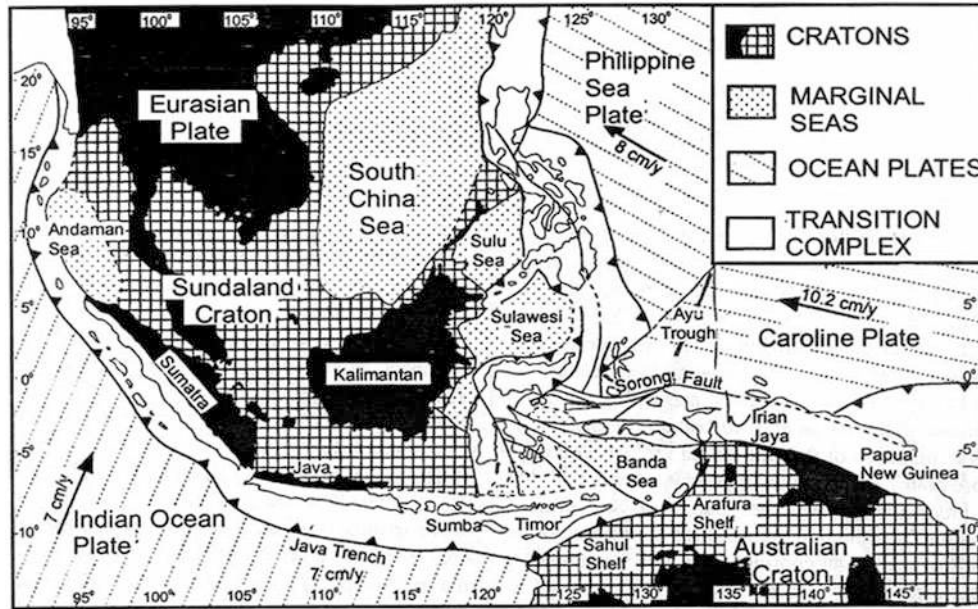 95°
100°
105°
110°
115°
120°
125°
130°
20°
15°
10°
5°
0°
-5°
-10°
Eurasian
Plate
South
China
Sea
Philippine
Sea
Plate
8 cm/y
CRATONS
MARGINAL
SEAS
OCEAN PLATES
TRANSITION
COMPLEX
Andaman
Sea
Sundaland
Craton
Sulu
Sea
Sulawesi
Sea
Kalimantan
Sumatra
Ayu
Trough
10.2 cm/y
Caroline Plate
5°
0°
Sorong Fault
Irian
Jaya
Papua
New Guinea
Java
Banda
Sea
Arafura
Shelf
Sumba
Timor
Sahul
Shelf
Australian
Craton
7 cm/y
Indian Ocean
Plate
Java Trench
7 cm/y
10°
95°
100°
105°
110°
115°
120°
125°
130°
135°
140°
145°